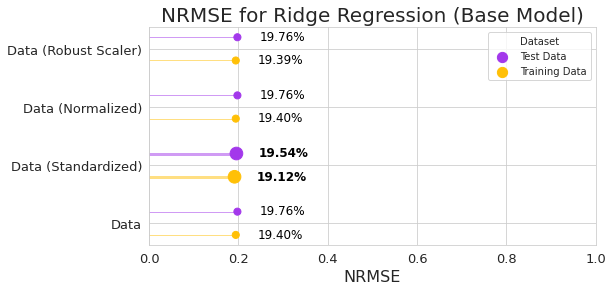 NRMSE for Ridge Regression (Base Model)
Dataset
Test Data
Training Data
Data (Robust Scaler)
19.76%
19.39%
Data (Normalized)
19.76%
19.40%
Data (Standardized)
19.54%
19.12%
Data
19.76%
19.40%
0.0 0.2 0.4 0.6 0.8 1.0
NRMSE